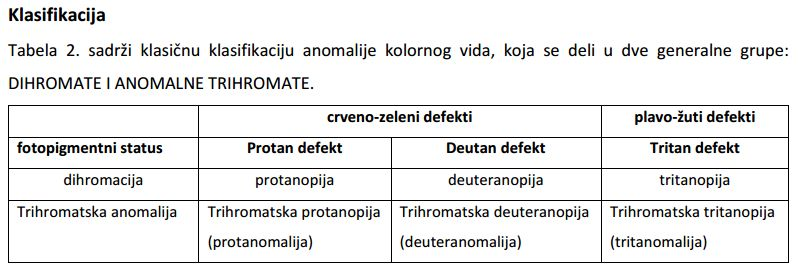 Klasifikacija
Tabela 2. sadrži klasičnu klasifikaciju anomalije kolornog vida, koja se deli u dve generalne grupe:
DIHROMATE I ANOMALNE TRIHROMATE.
crveno-zeleni defekti plavo-žuti defekti
fotopigmentni status Protan defekt Deutan defekt Tritan defekt
dihromacija protanopija deuteranopija tritanopija
Trihromatska anomalija Trihromatska protanopija Trihromatska deuteranopija Trihromatska tritanopija
(protanomalija) (deuteranomalija) (tritanomalija)